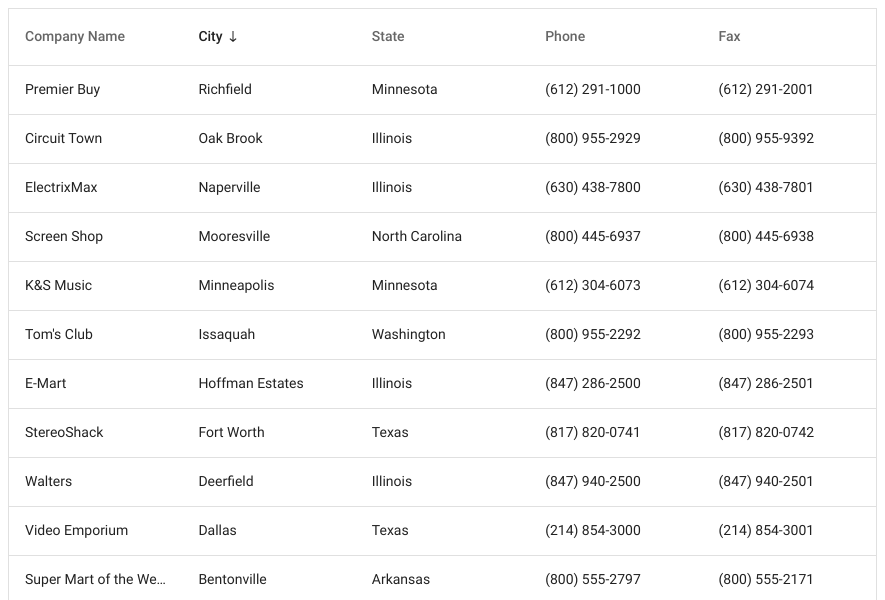 Company Name City ↓ State Phone Fax
Premier Buy Richfield Minnesota (612) 291-1000 (612) 291-2001
Circuit Town Oak Brook Illinois (800) 955-2929 (800) 955-9392
ElectrixMax Naperville Illinois (630) 438-7800 (630) 438-7801
Screen Shop Mooresville North Carolina (800) 445-6937 (800) 445-6938
K&S Music Minneapolis Minnesota (612) 304-6073 (612) 304-6074
Tom's Club Issaquah Washington (800) 955-2292 (800) 955-2293
E-Mart Hoffman Estates Illinois (847) 286-2500 (847) 286-2501
StereoShack Fort Worth Texas (817) 820-0741 (817) 820-0742
Walters Deerfield Illinois (847) 940-2500 (847) 940-2501
Video Emporium Dallas Texas (214) 854-3000 (214) 854-3001
Super Mart of the We… Bentonville Arkansas (800) 555-2797 (800) 555-2171